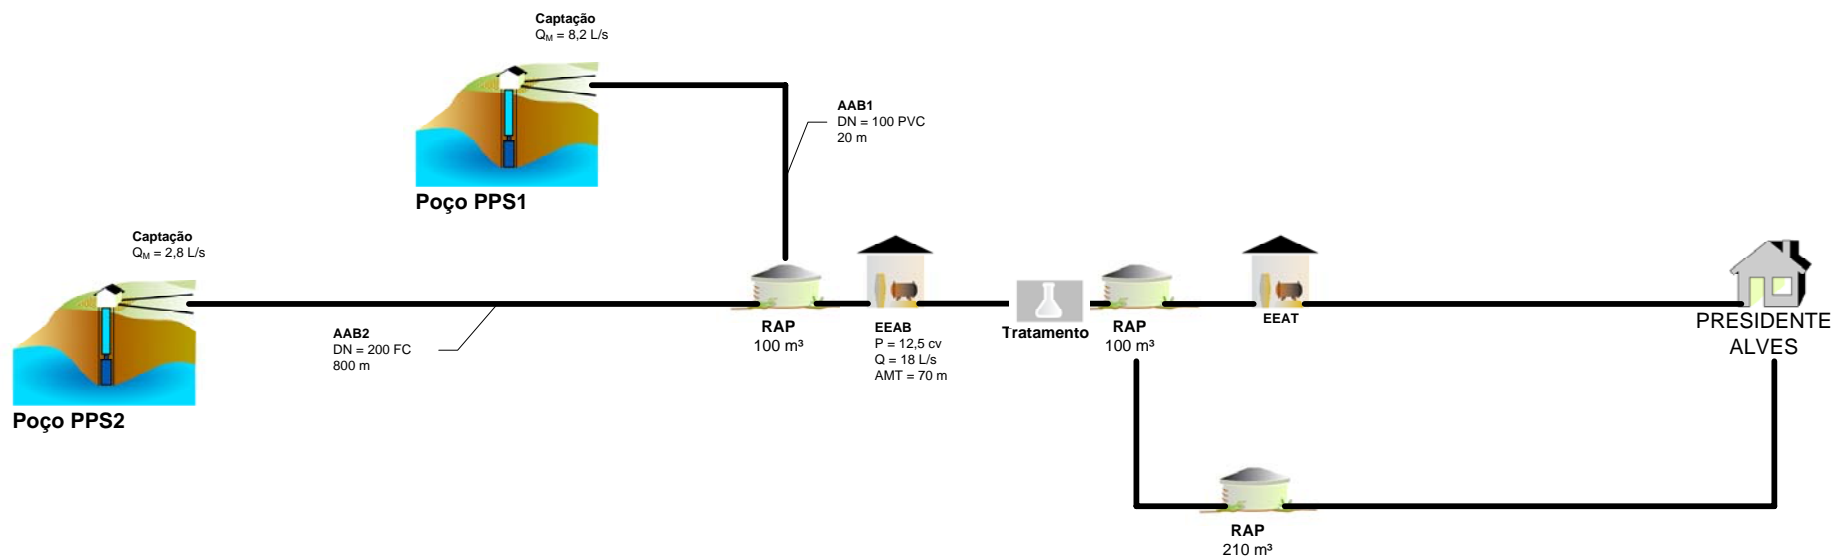 Captação
QM = 8,2 L/s
AAB1
DN = 100 PVC
20 m
Poço PPS1
Captação
QM = 2,8 L/s
AAB2
DN = 200 FC
800 m
Poço PPS2
RAP
100 m³
EEAB
P = 12,5 cv
Q = 18 L/s
AMT = 70 m
Tratamento
RAP
100 m³
EEAT
PRESIDENTE
ALVES
RAP
210 m³